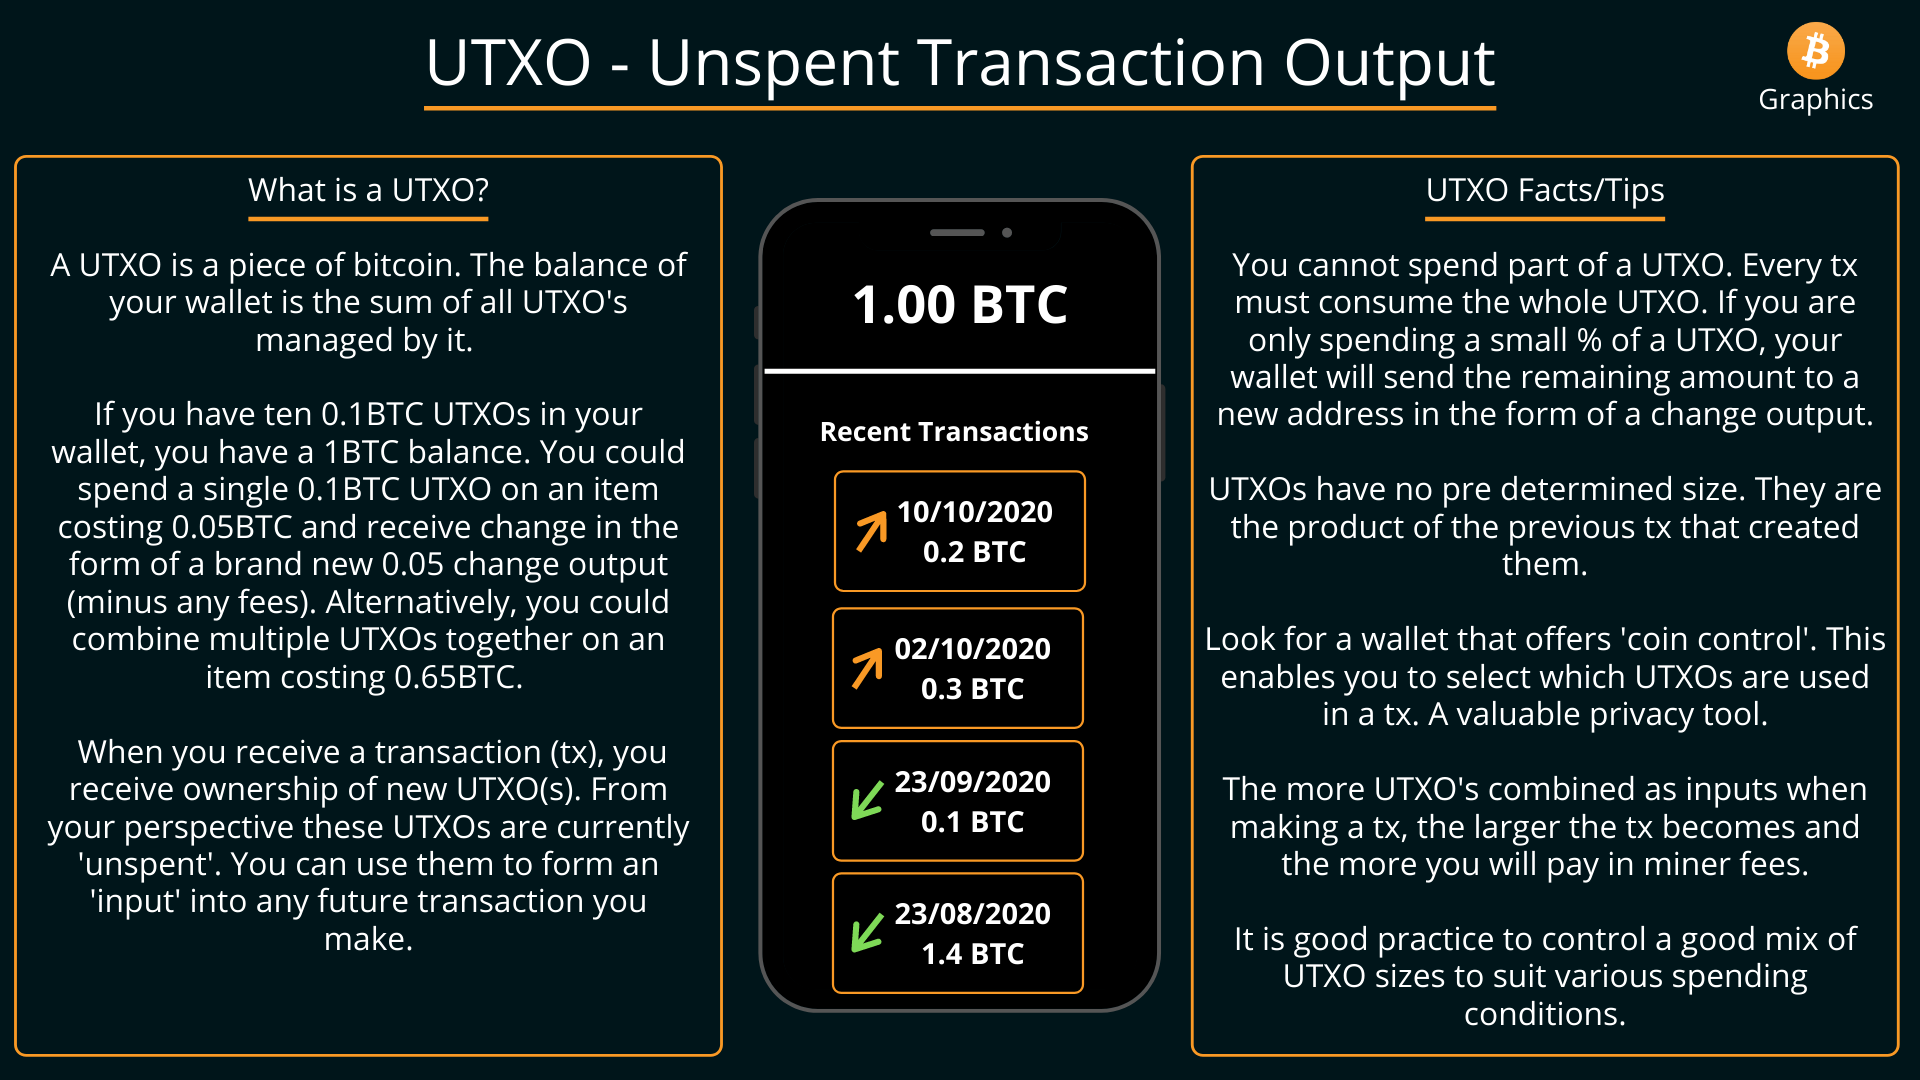 UTXO - Unspent Transaction Output
Graphics
What is a UTXO?
A UTXO is a piece of bitcoin. The balance of
your wallet is the sum of all UTXO's
managed by it.
If you have ten 0.1BTC UTXOs in your
wallet, you have a 1BTC balance. You could
spend a single 0.1BTC UTXO on an item
costing 0.05BTC and receive change in the
form of a brand new 0.05 change output
(minus any fees). Alternatively, you could
combine multiple UTXOs together on an
item costing 0.65BTC.
When you receive a transaction (tx), you
receive ownership of new UTXO(s). From
your perspective these UTXOs are currently
'unspent'. You can use them to form an
'input' into any future transaction you
make.
1.00 BTC
Recent Transactions
10/10/2020
0.2 BTC
02/10/2020
0.3 BTC
23/09/2020
0.1 BTC
23/08/2020
1.4 BTC
UTXO Facts/Tips
You cannot spend part of a UTXO. Every tx
must consume the whole UTXO. If you are
only spending a small % of a UTXO, your
wallet will send the remaining amount to a
new address in the form of a change output.
UTXOs have no pre determined size. They are
the product of the previous tx that created
them.
Look for a wallet that offers 'coin control'. This
enables you to select which UTXOs are used
in a tx. A valuable privacy tool.
The more UTXO's combined as inputs when
making a tx, the larger the tx becomes and
the more you will pay in miner fees.
It is good practice to control a good mix of
UTXO sizes to suit various spending
conditions.